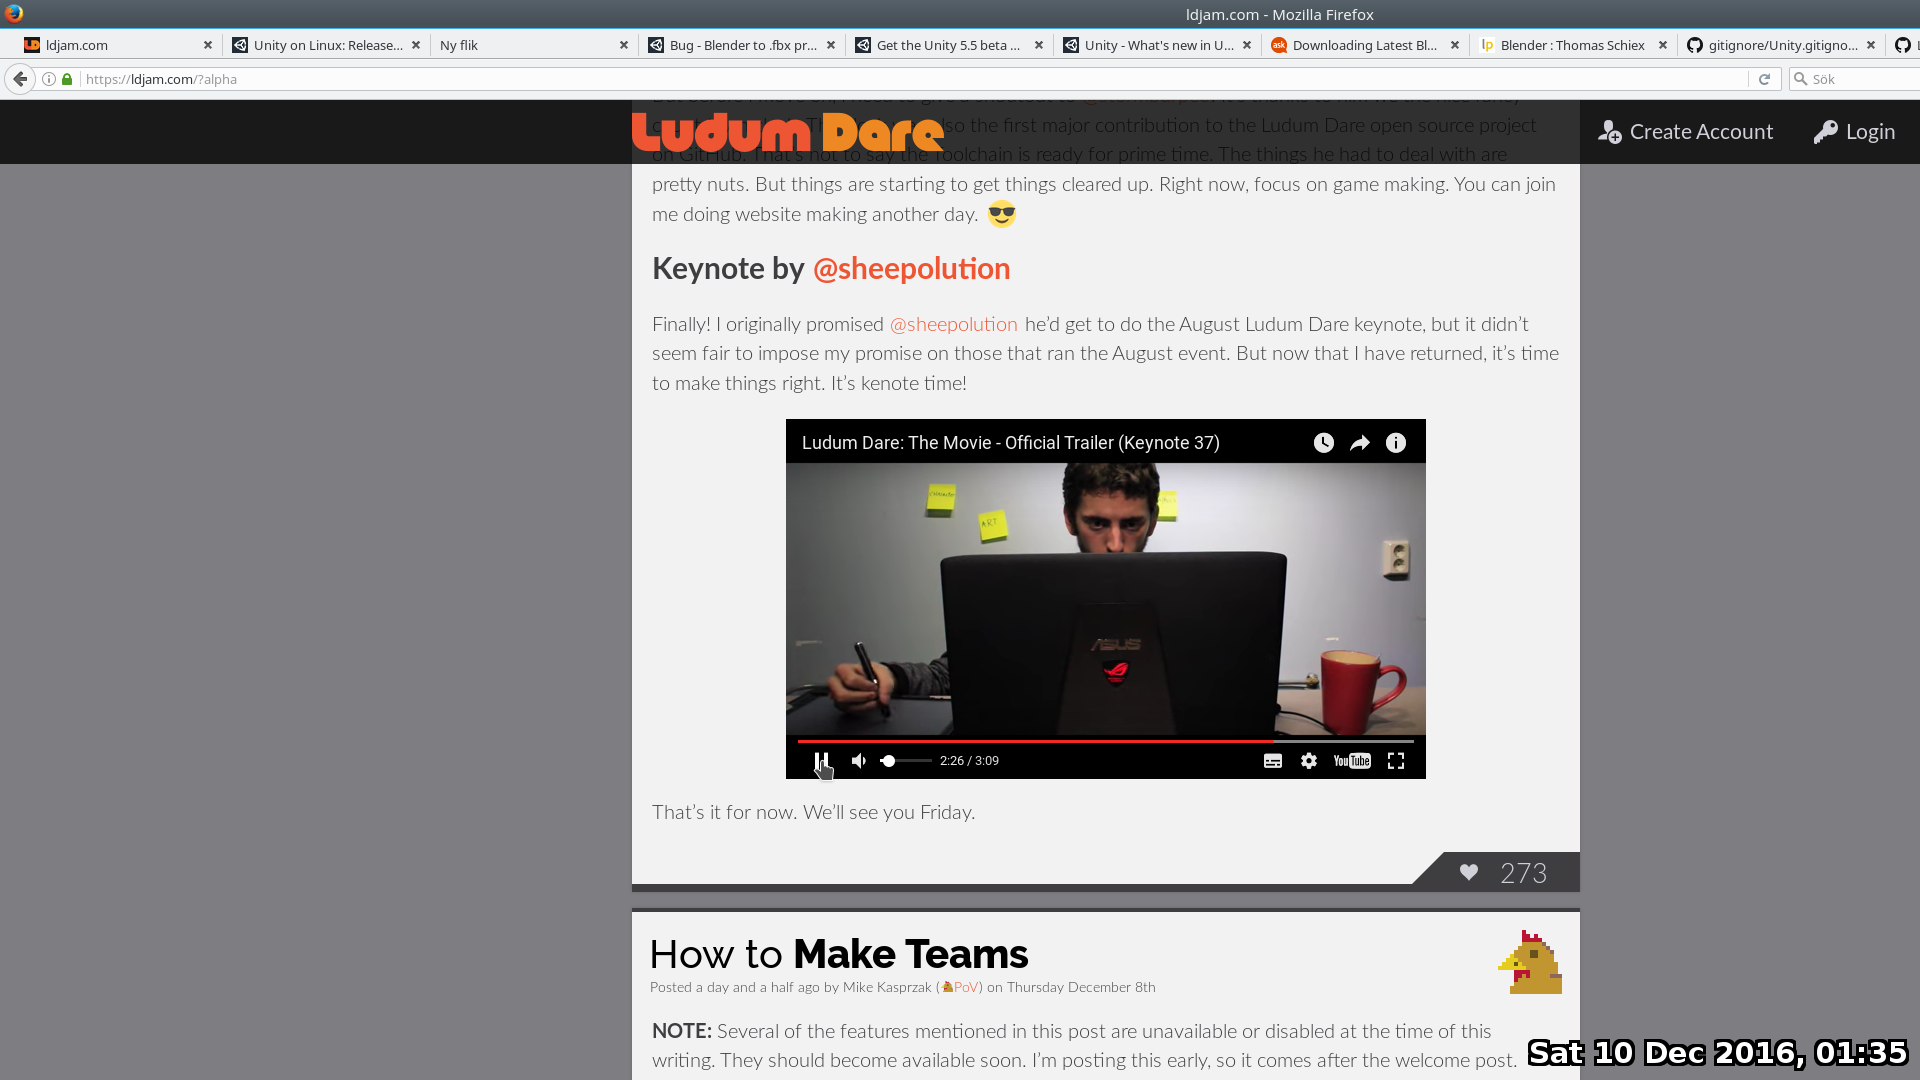 ldjam.com - Mozilla Firefox
ldjam.com
Unity on Linux: Release...
Ny flik
Bug - Blender to .fbx pr...
Get the Unity 5.5 beta ...
Unity - What's new in U...
Downloading Latest Bl...
Blender : Thomas Schiex
gitignore/Unity.gitigno...
https://ldjam.com/?alpha
Sök
Ludum Dare
Create Account
Login
also the first major contribution to the Ludum Dare open source project
on GitHub. That's not to say the Toolchain is ready for prime time. The things he had to deal with are
pretty nuts. But things are starting to get things cleared up. Right now, focus on game making. You can join
me doing website making another day.
Keynote by @sheepolution
Finally! I originally promised @sheepolution he'd get to do the August Ludum Dare keynote, but it didn't
seem fair to impose my promise on those that ran the August event. But now that I have returned, it's time
to make things right. It's kenote time!
Ludum Dare: The Movie - Official Trailer (Keynote 37)
ART
ASUS
2:26 / 3:09
YouTube
That's it for now. We'll see you Friday.
273
How to Make Teams
Posted a day and a half ago by Mike Kasprzak (PoV) on Thursday December 8th
NOTE: Several of the features mentioned in this post are unavailable or disabled at the time of this
writing. They should become available soon. I'm posting this early, so it comes after the welcome post.
Sat 10 Dec 2016, 01:35